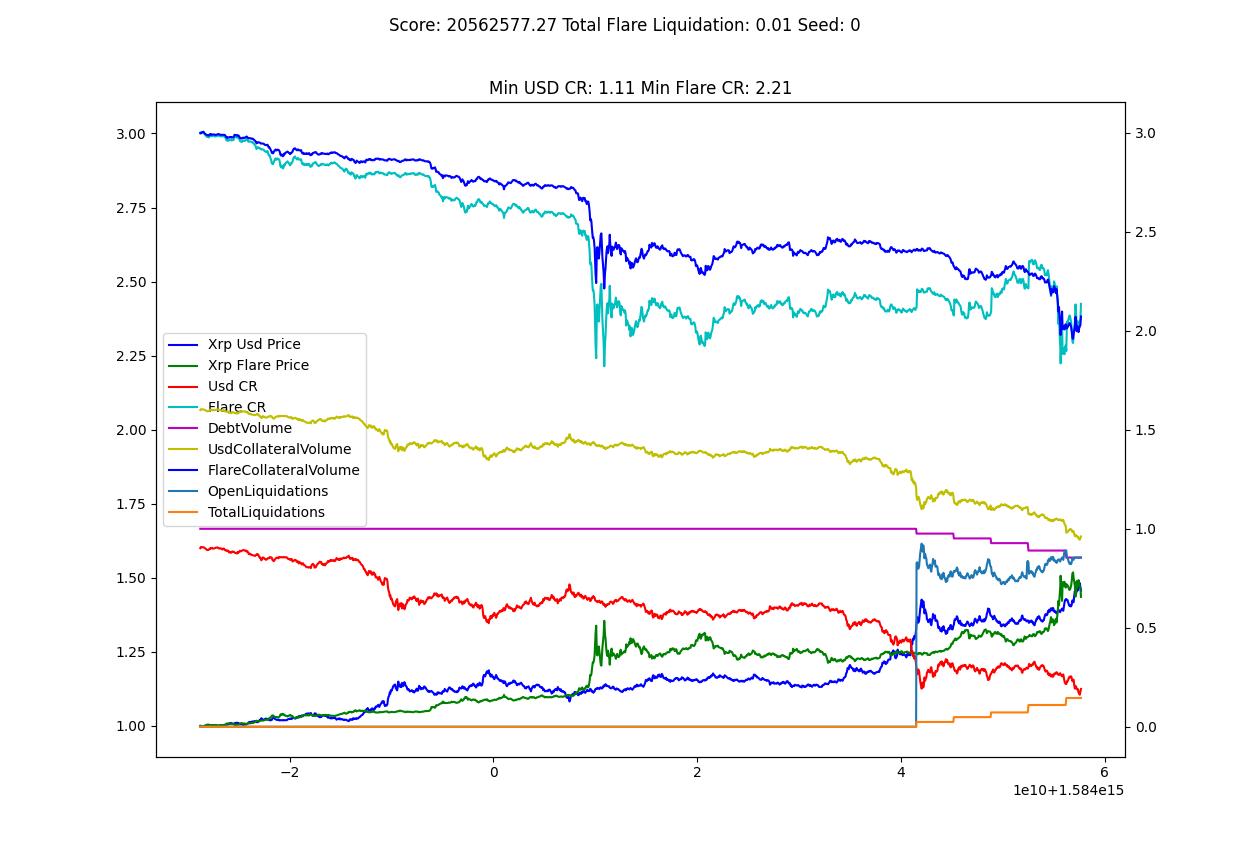 Score: 20562577.27 Total Flare Liquidation: 0.01 Seed: 0
Min USD CR: 1.11 Min Flare CR: 2.21
3.00
2.75
2.50
2.25
2.00
1.75
1.50
1.25
1.00
Xrp Usd Price
Xrp Flare Price
Usd CR
Flare CR
DebtVolume
UsdCollateralVolume
FlareCollateralVolume
OpenLiquidations
TotalLiquidations
3.0
2.5
2.0
1.5
1.0
0.5
0.0
−2 0 2 4 6
1e10+1.584e15